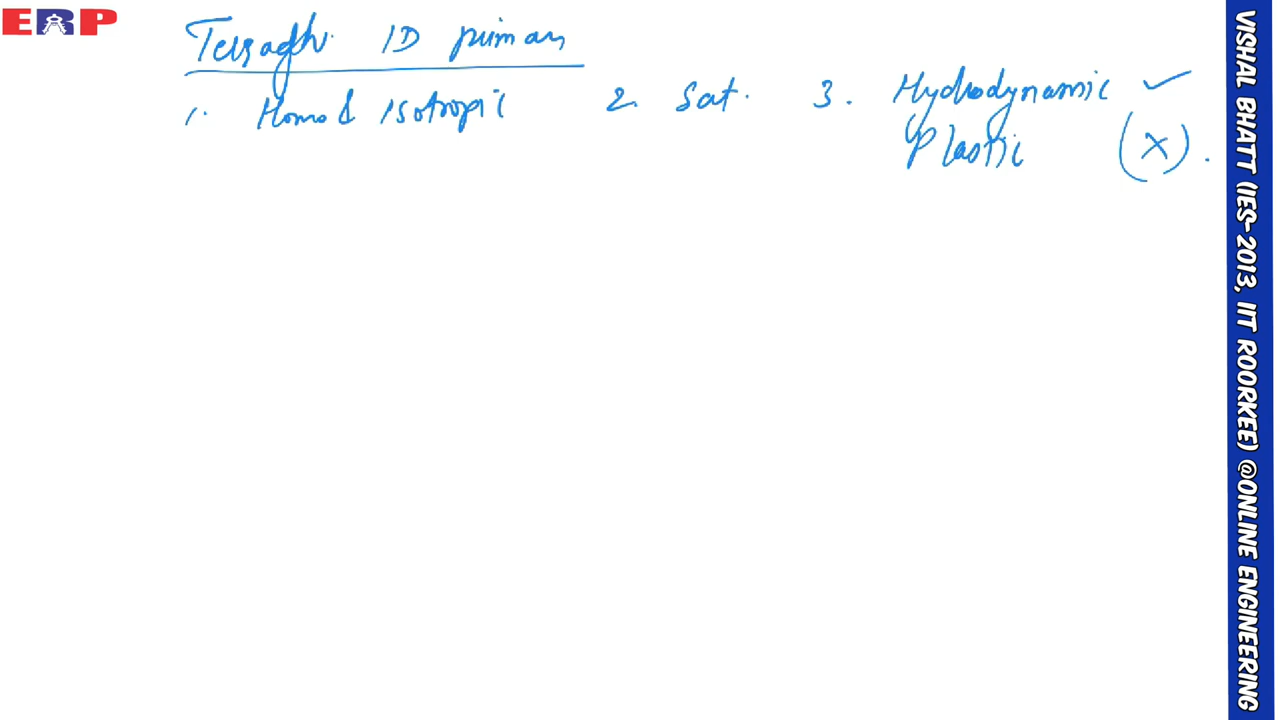 ERP
Terzaghi 1D primary
1. Homo & Isotropic 2. Sat. 3. Hydrodynamic ✓
Plastic (X).
VISHAL BHATT (IES-2013, IIT ROORKEE) @ONLINE ENGINEERING